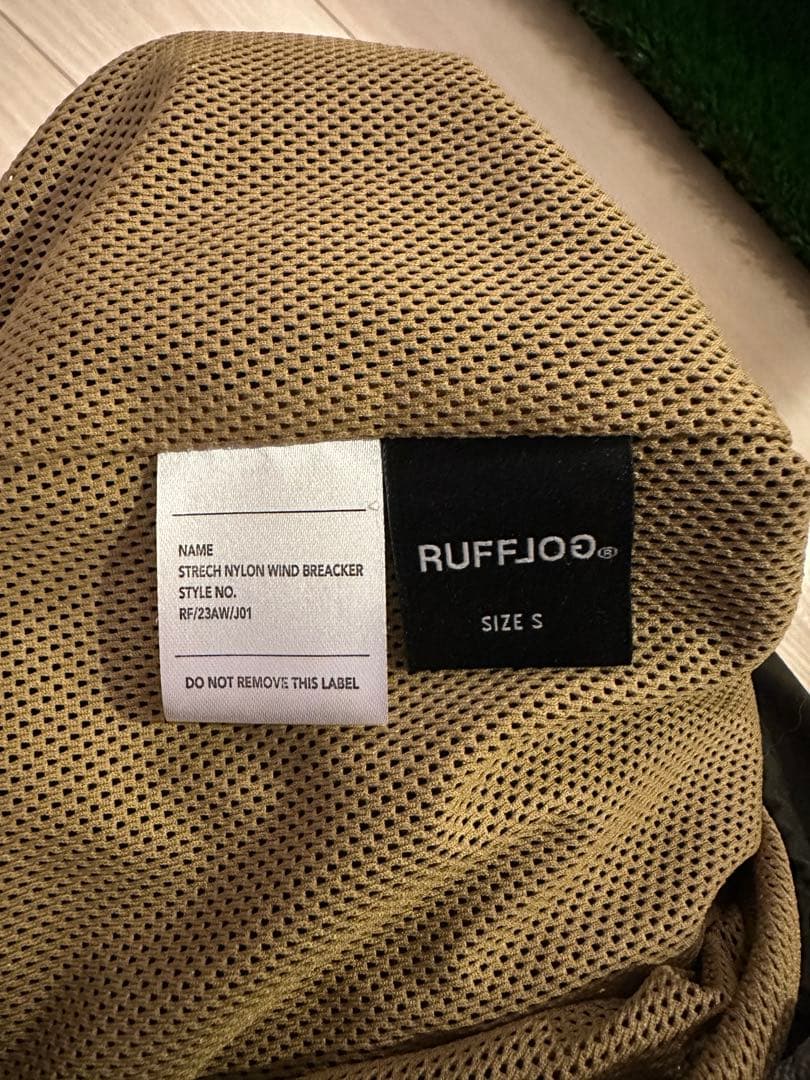 NAME
STRECH NYLON WIND BREACKER
STYLE NO.
RF/23AW/J01
DO NOT REMOVE THIS LABEL
RUFFLOG®
SIZE S